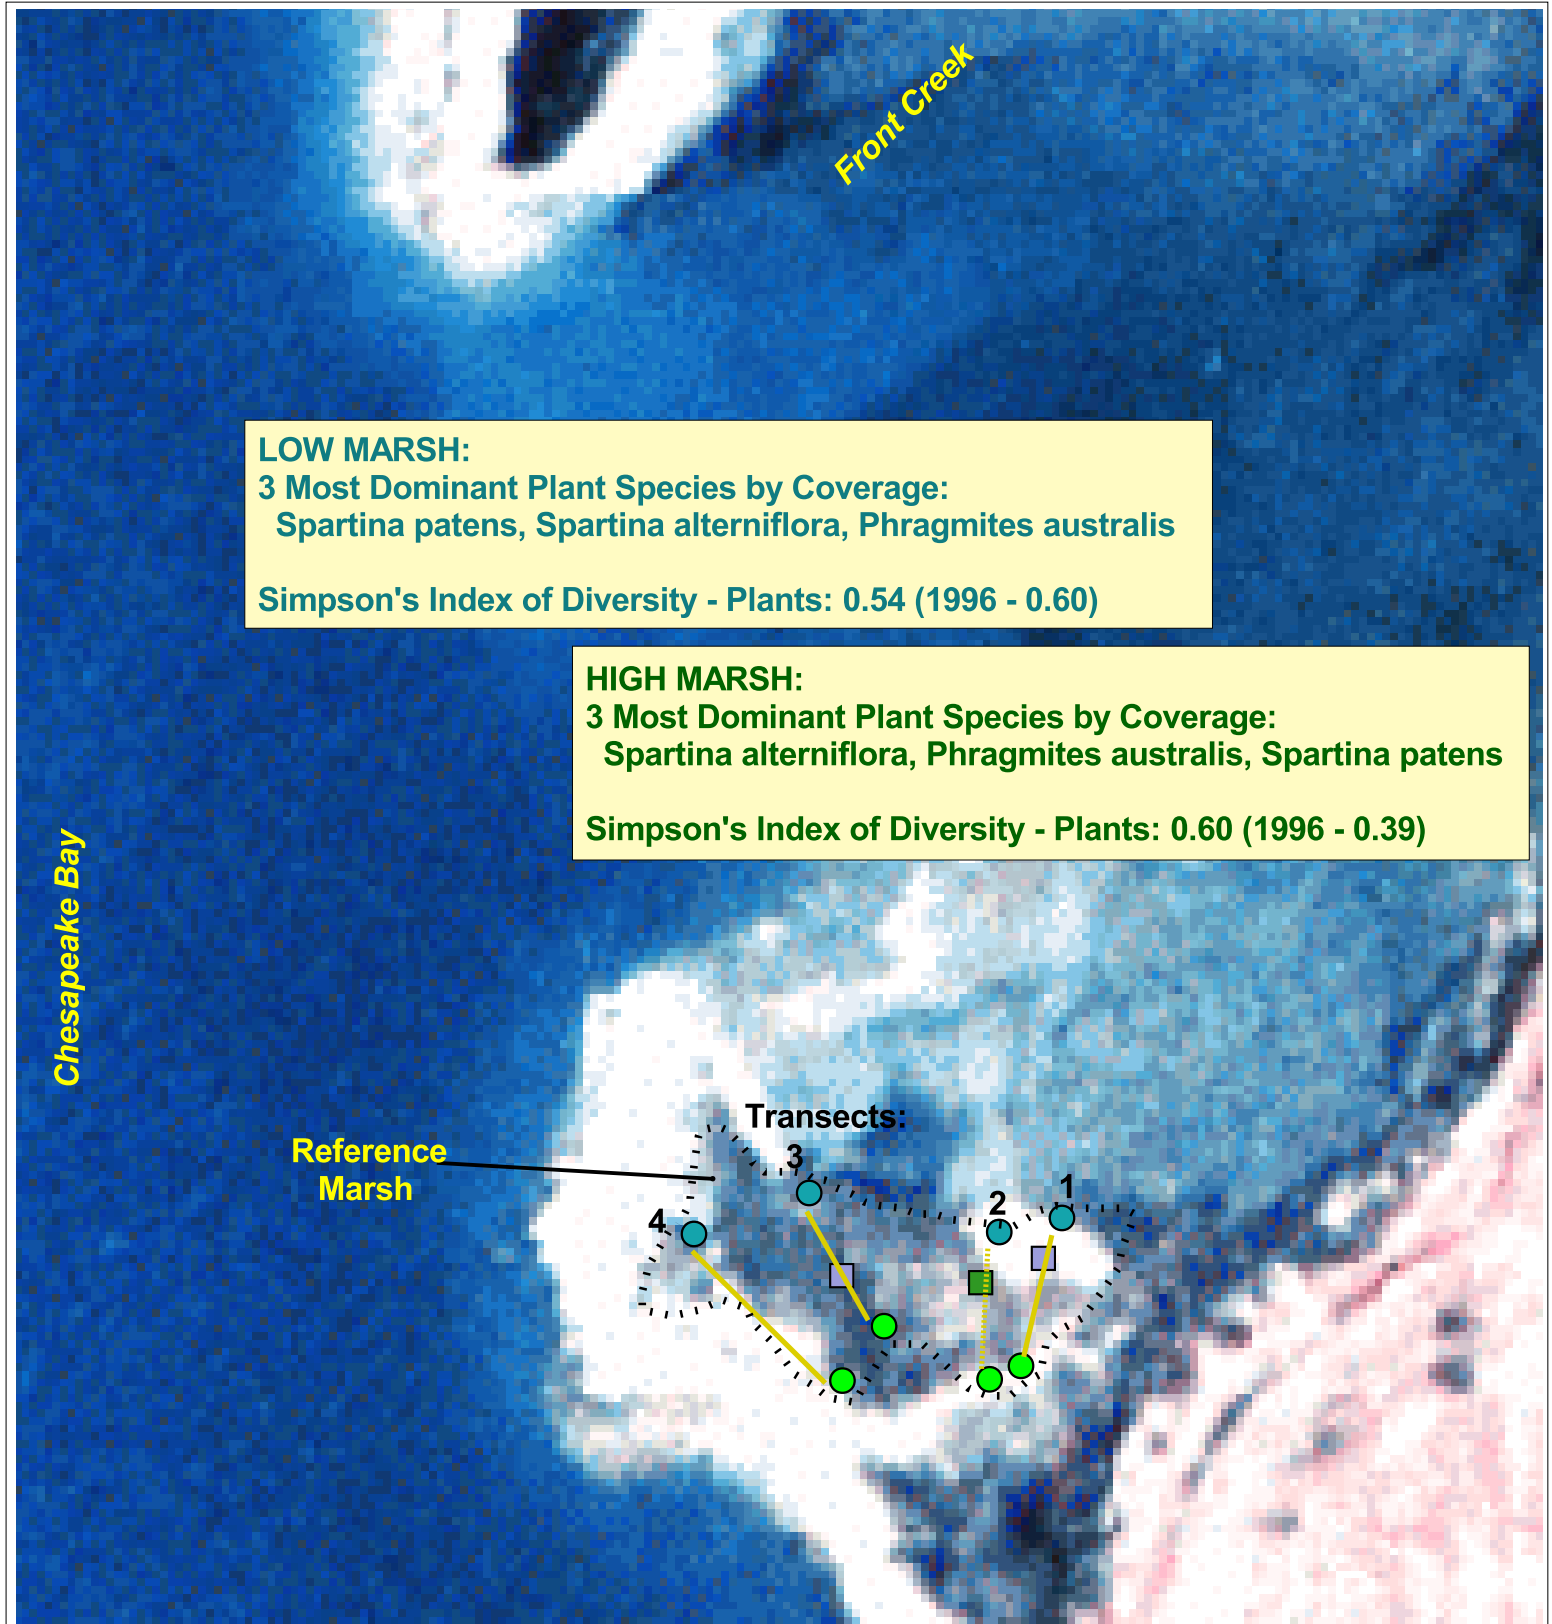 Front Creek
LOW MARSH:
3 Most Dominant Plant Species by Coverage:
Spartina patens, Spartina alterniflora, Phragmites australis
Simpson's Index of Diversity - Plants: 0.54 (1996 - 0.60)
HIGH MARSH:
3 Most Dominant Plant Species by Coverage:
Spartina alterniflora, Phragmites australis, Spartina patens
Simpson's Index of Diversity - Plants: 0.60 (1996 - 0.39)
Chesapeake Bay
Transects:
Reference
Marsh
3
4
2
1